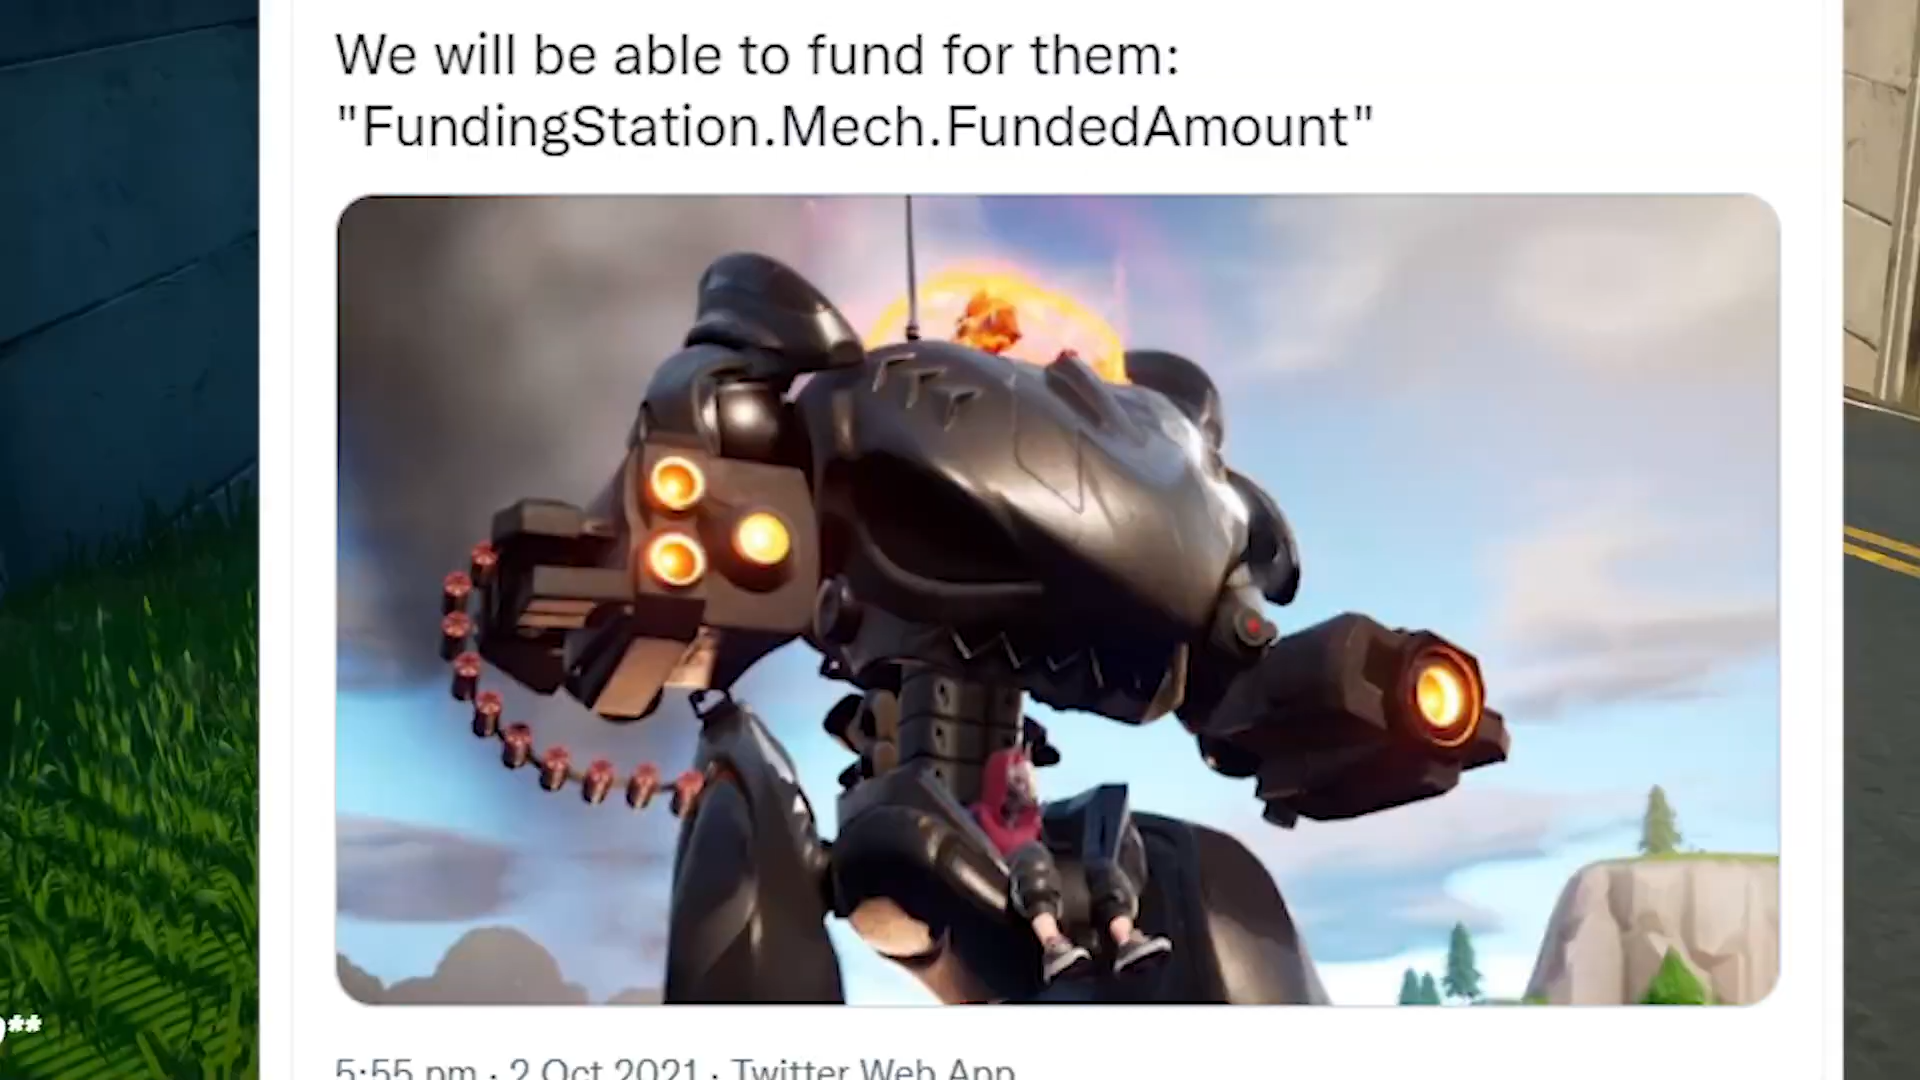 We will be able to fund for them:
"FundingStation.Mech.FundedAmount"
5:55 pm · 2 Oct 2021 · Twitter Web App
**